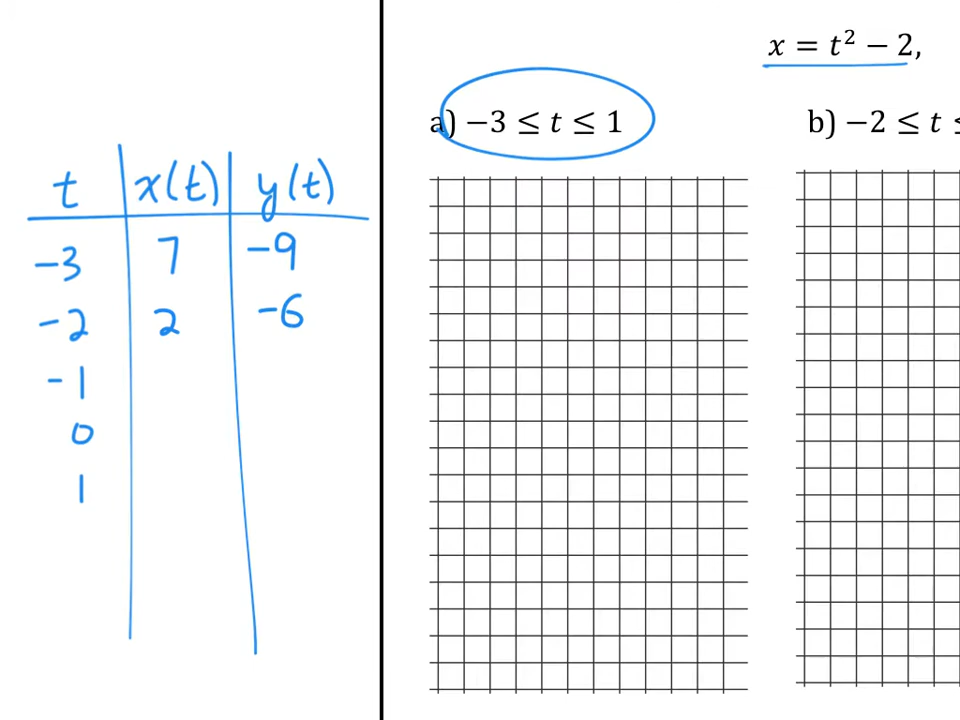 x = t² − 2,
a) −3 ≤ t ≤ 1
b) −2 ≤ t ≤
t x(t) y(t)
-3 7 -9
-2 2 -6
-1
0
1